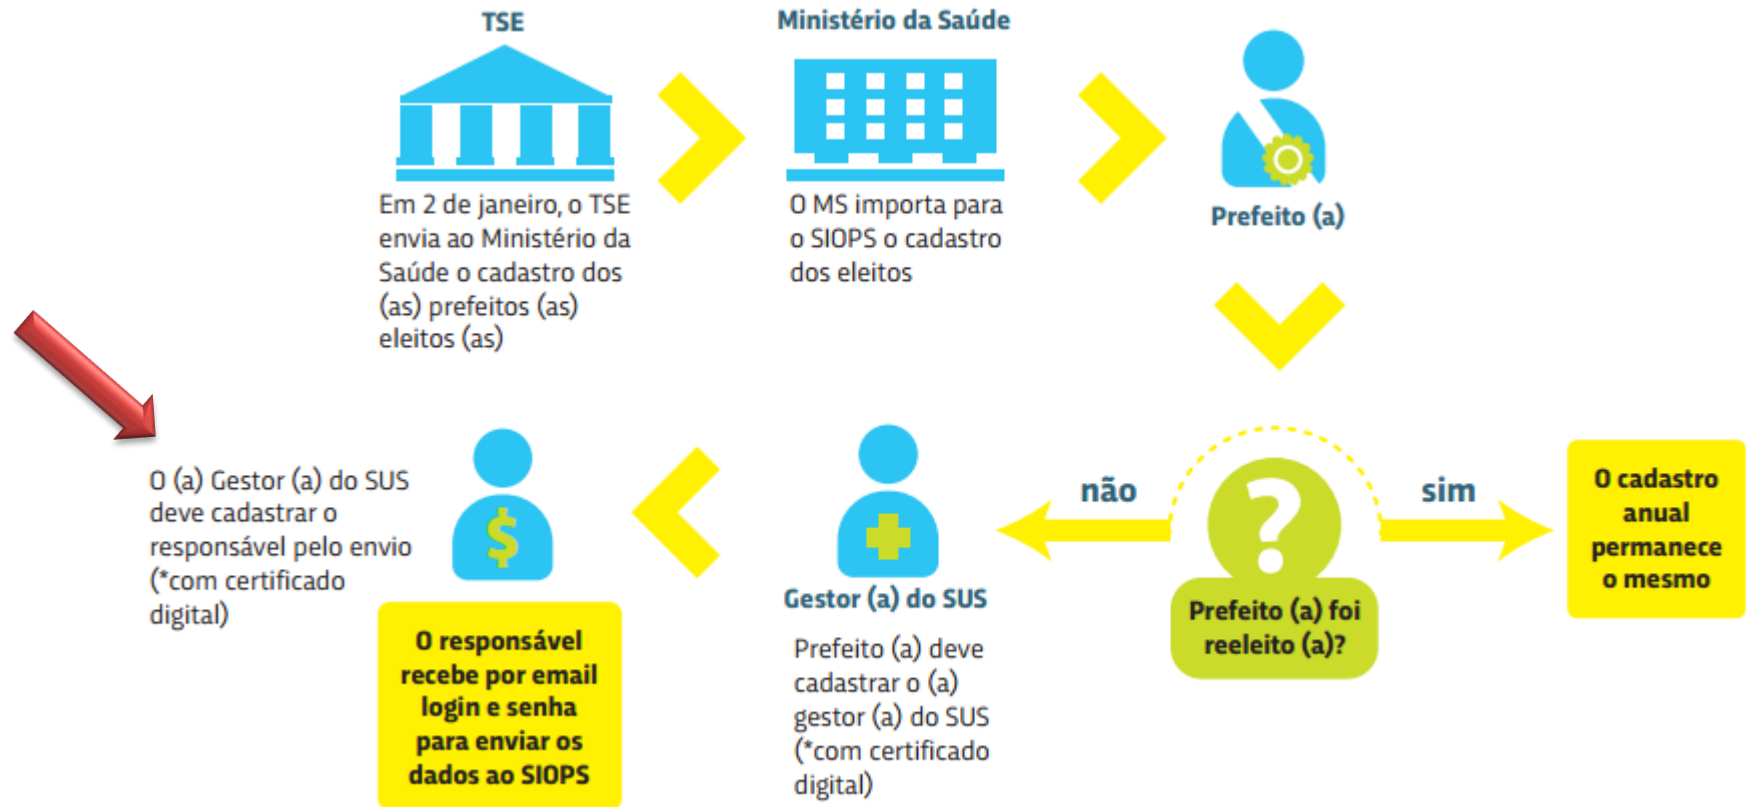 TSE
Em 2 de janeiro, o TSE
envia ao Ministério da
Saúde o cadastro dos
(as) prefeitos (as)
eleitos (as)
Ministério da Saúde
O MS importa para
o SIOPS o cadastro
dos eleitos
Prefeito (a)
?
Prefeito (a) foi
reeleito (a)?
sim
O cadastro
anual
permanece
o mesmo
não
Gestor (a) do SUS
Prefeito (a) deve
cadastrar o (a)
gestor (a) do SUS
(*com certificado
digital)
$
O (a) Gestor (a) do SUS
deve cadastrar o
responsável pelo envio
(*com certificado
digital)
O responsável
recebe por email
login e senha
para enviar os
dados ao SIOPS